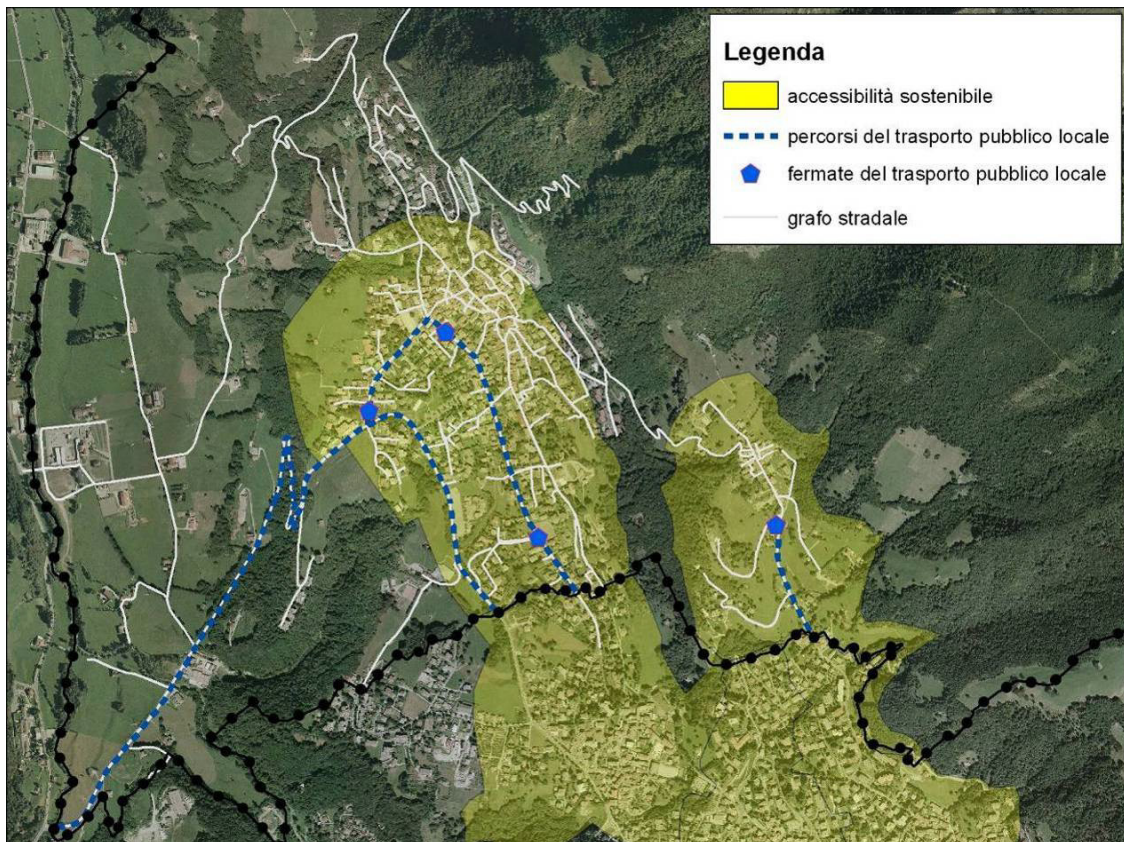 Legenda
accessibilità sostenibile
percorsi del trasporto pubblico locale
fermate del trasporto pubblico locale
grafo stradale